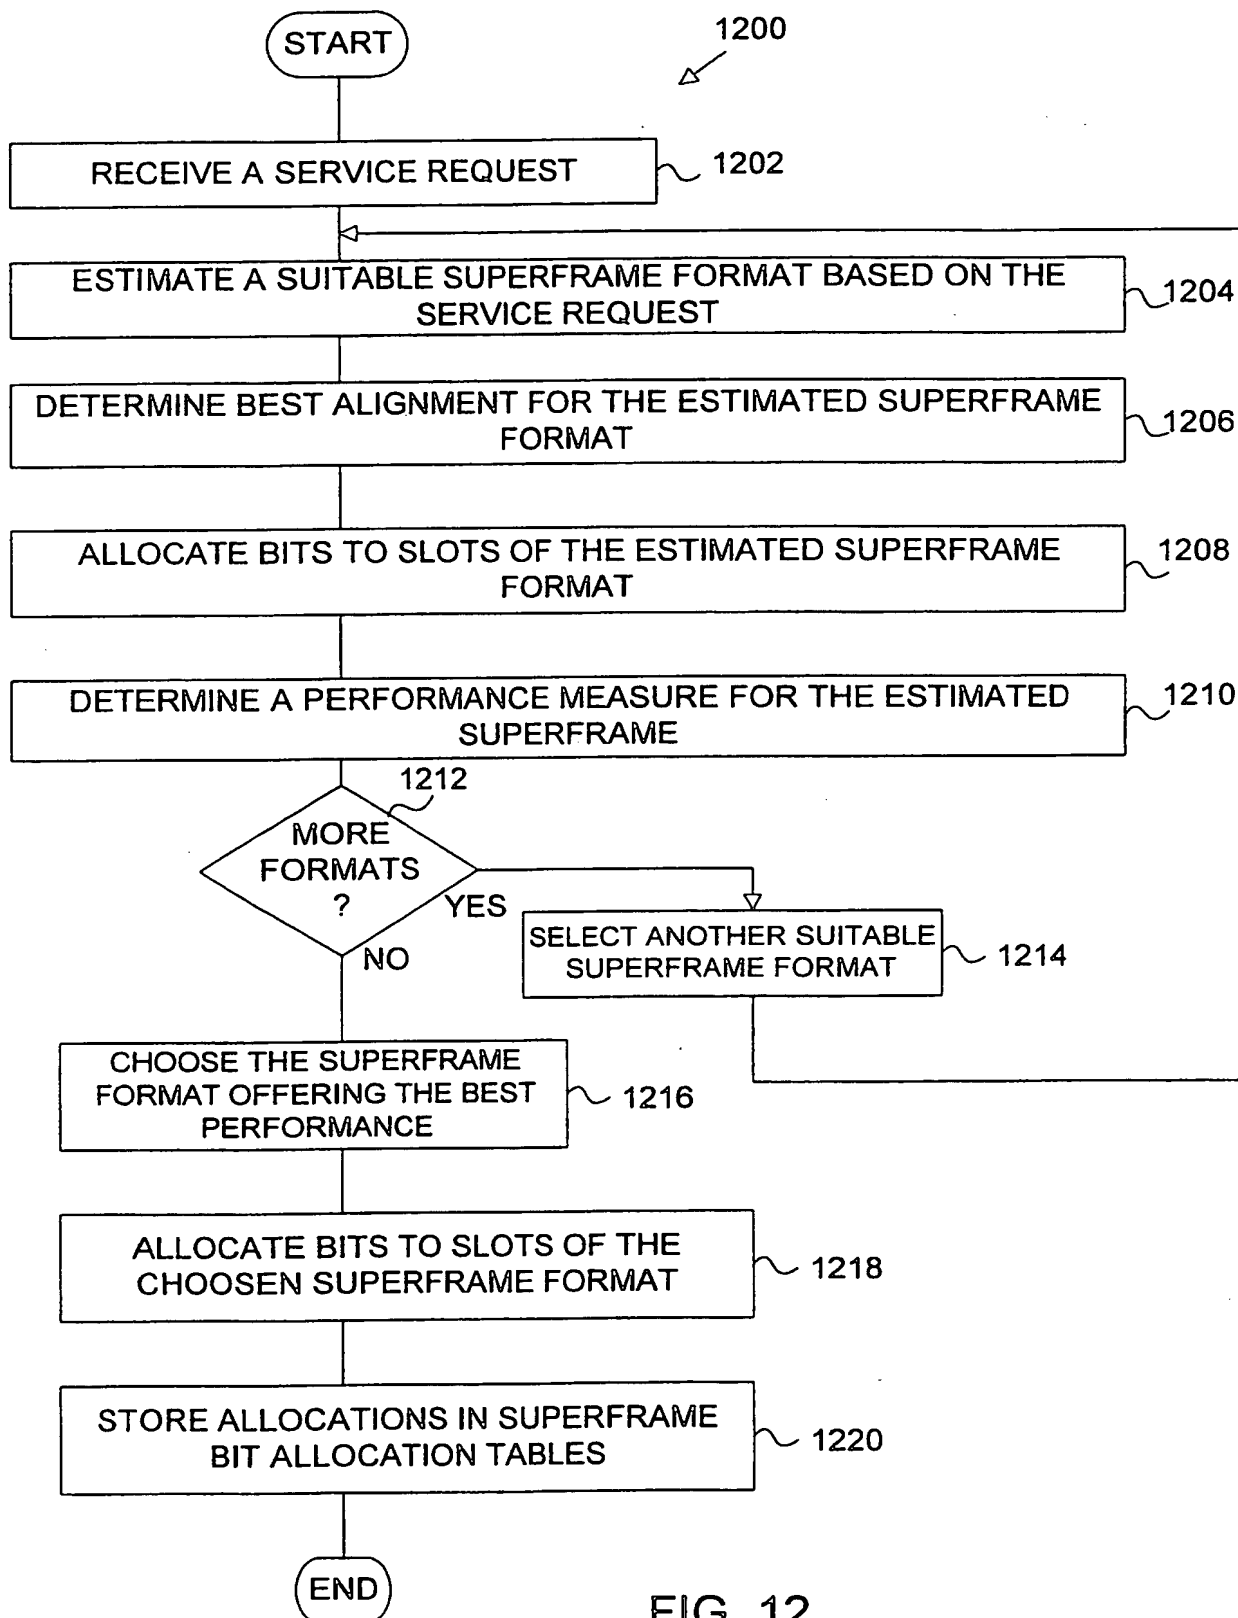 START
1200
RECEIVE A SERVICE REQUEST
1202
ESTIMATE A SUITABLE SUPERFRAME FORMAT BASED ON THE
SERVICE REQUEST
1204
DETERMINE BEST ALIGNMENT FOR THE ESTIMATED SUPERFRAME
FORMAT
1206
ALLOCATE BITS TO SLOTS OF THE ESTIMATED SUPERFRAME
FORMAT
1208
DETERMINE A PERFORMANCE MEASURE FOR THE ESTIMATED
SUPERFRAME
1210
1212
MORE
FORMATS
?
YES
NO
SELECT ANOTHER SUITABLE
SUPERFRAME FORMAT
1214
CHOOSE THE SUPERFRAME
FORMAT OFFERING THE BEST
PERFORMANCE
1216
ALLOCATE BITS TO SLOTS OF THE
CHOOSEN SUPERFRAME FORMAT
1218
STORE ALLOCATIONS IN SUPERFRAME
BIT ALLOCATION TABLES
1220
END
FIG. 12